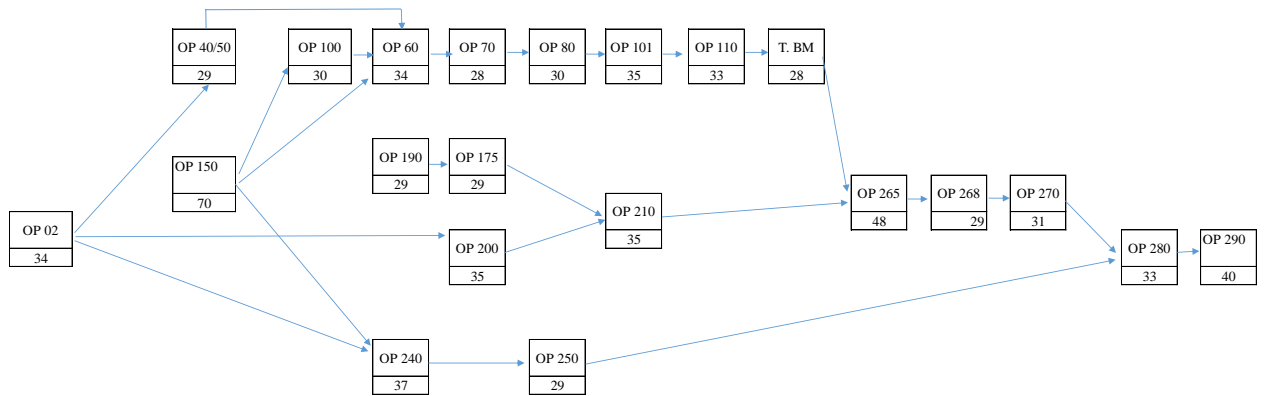 OP 40/50
29
OP 100
30
OP 60
34
OP 70
28
OP 80
30
OP 101
35
OP 110
33
T. BM
28
OP 150
70
OP 190
29
OP 175
29
OP 02
34
OP 200
35
OP 210
35
OP 265
48
OP 268
29
OP 270
31
OP 280
33
OP 290
40
OP 240
37
OP 250
29